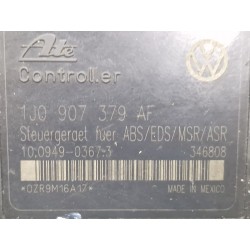 Ate
Controller
1J0 907 379 AF
Steuergeraet fuer ABS/EDS/MSR/ASR
10.0949-0367-3 346808
*0ZR9M16A17*
MADE IN MEXICO